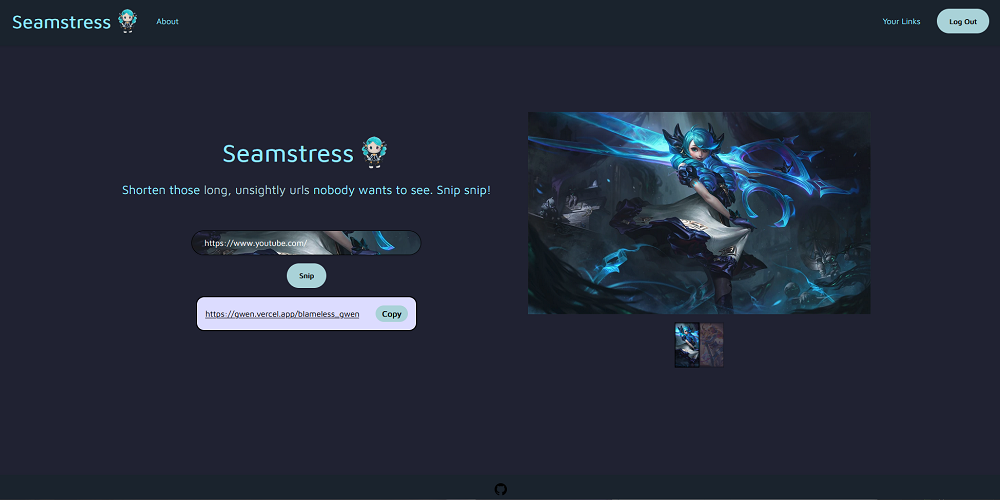 Seamstress
About
Your Links
Log Out
Seamstress
Shorten those long, unsightly urls nobody wants to see. Snip snip!
https://www.youtube.com/
Snip
https://gwen.vercel.app/blameless_gwen
Copy